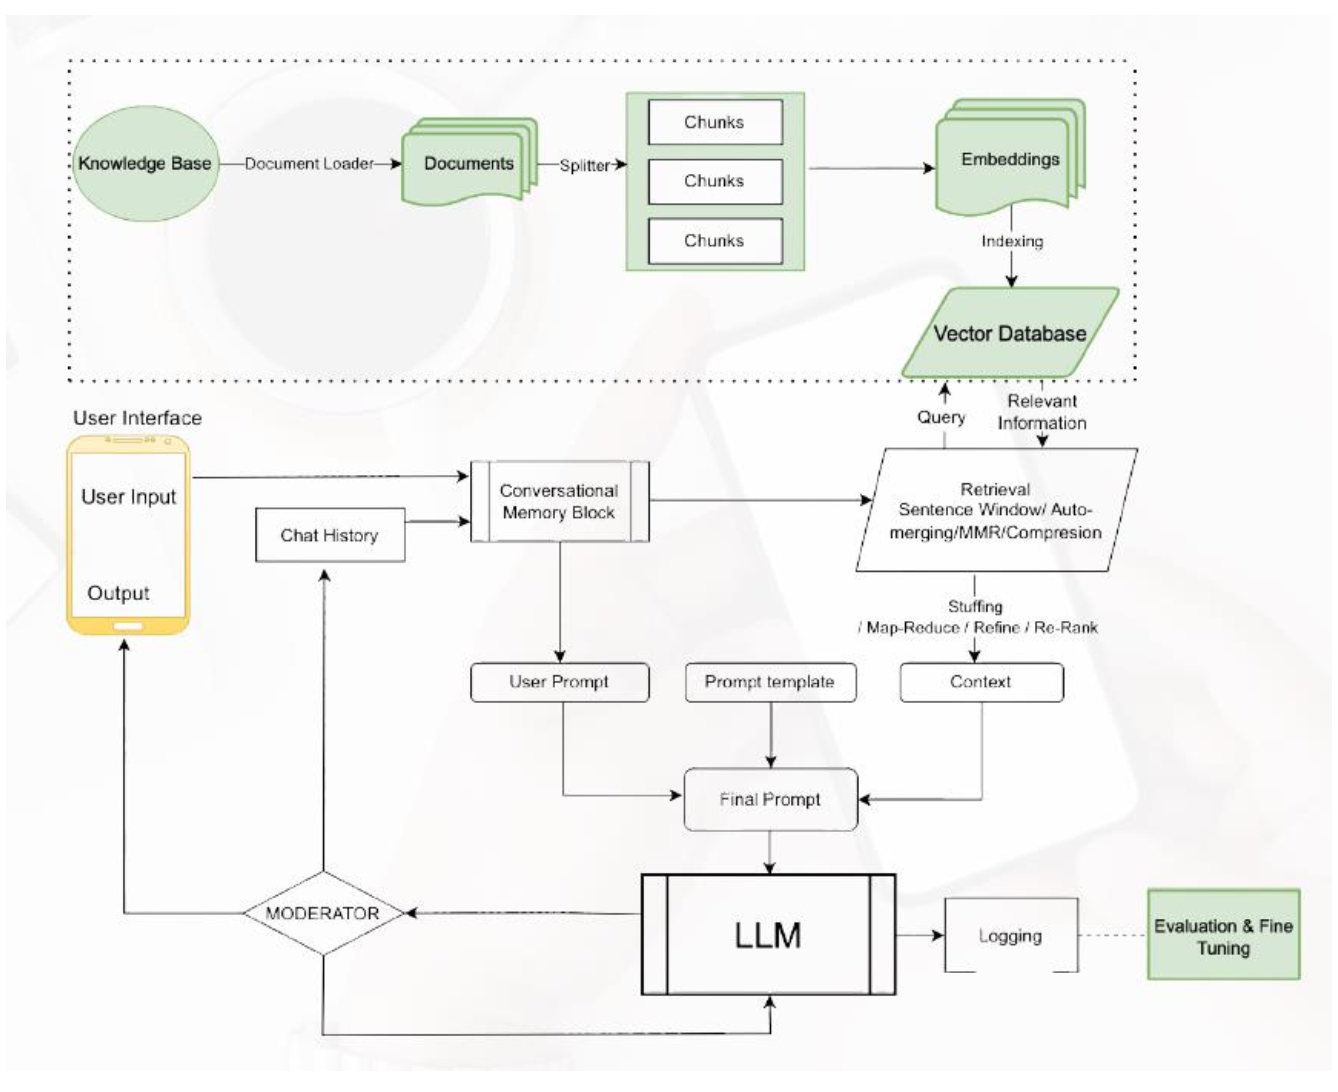 Knowledge Base
Document Loader
Documents
Splitter
Chunks
Chunks
Chunks
Embeddings
Indexing
Vector Database
Query
Relevant
Information
User Interface
User Input
Output
Chat History
Conversational
Memory Block
Retrieval
Sentence Window/ Auto-
merging/MMR/Compresion
Stuffing
/ Map-Reduce / Refine / Re-Rank
User Prompt
Prompt template
Context
Final Prompt
MODERATOR
LLM
Logging
Evaluation & Fine
Tuning